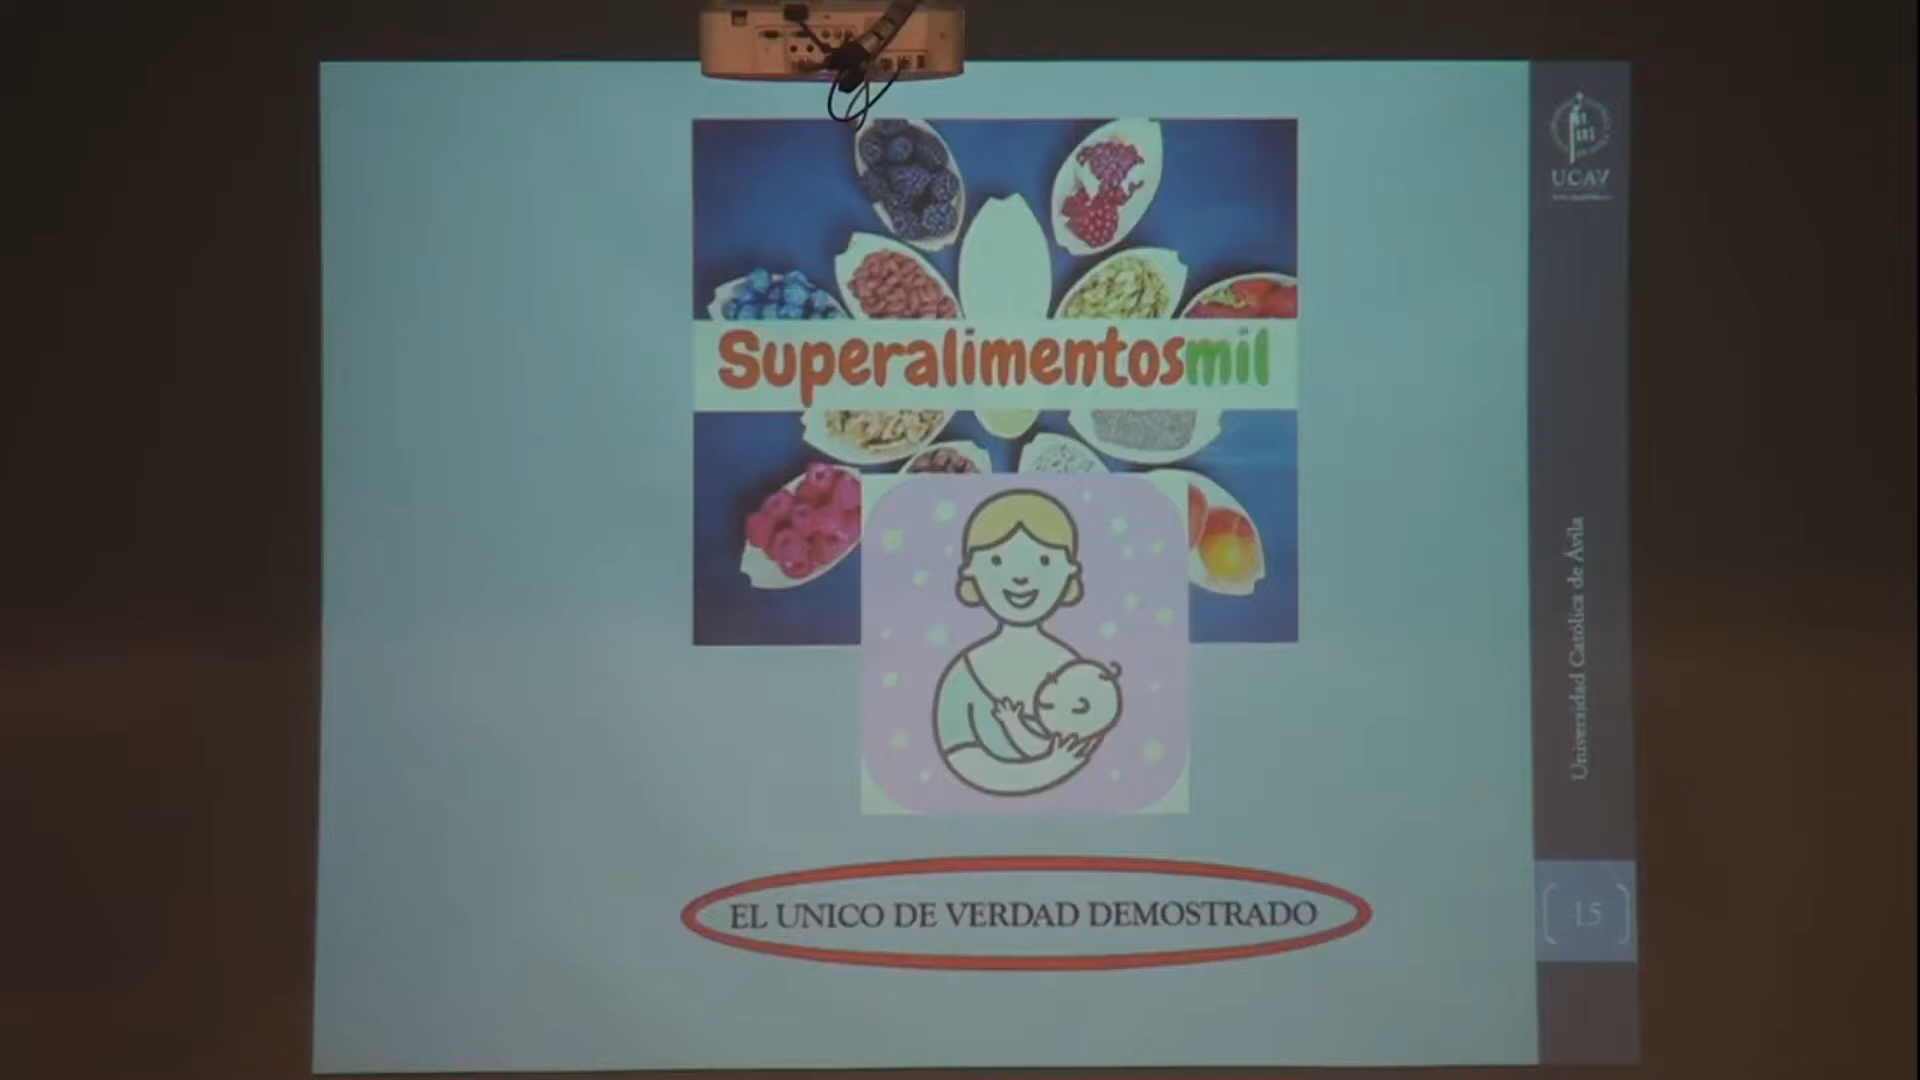 UCAV
Superalimentosmil
Universidad Católica de Ávila
EL UNICO DE VERDAD DEMOSTRADO
15